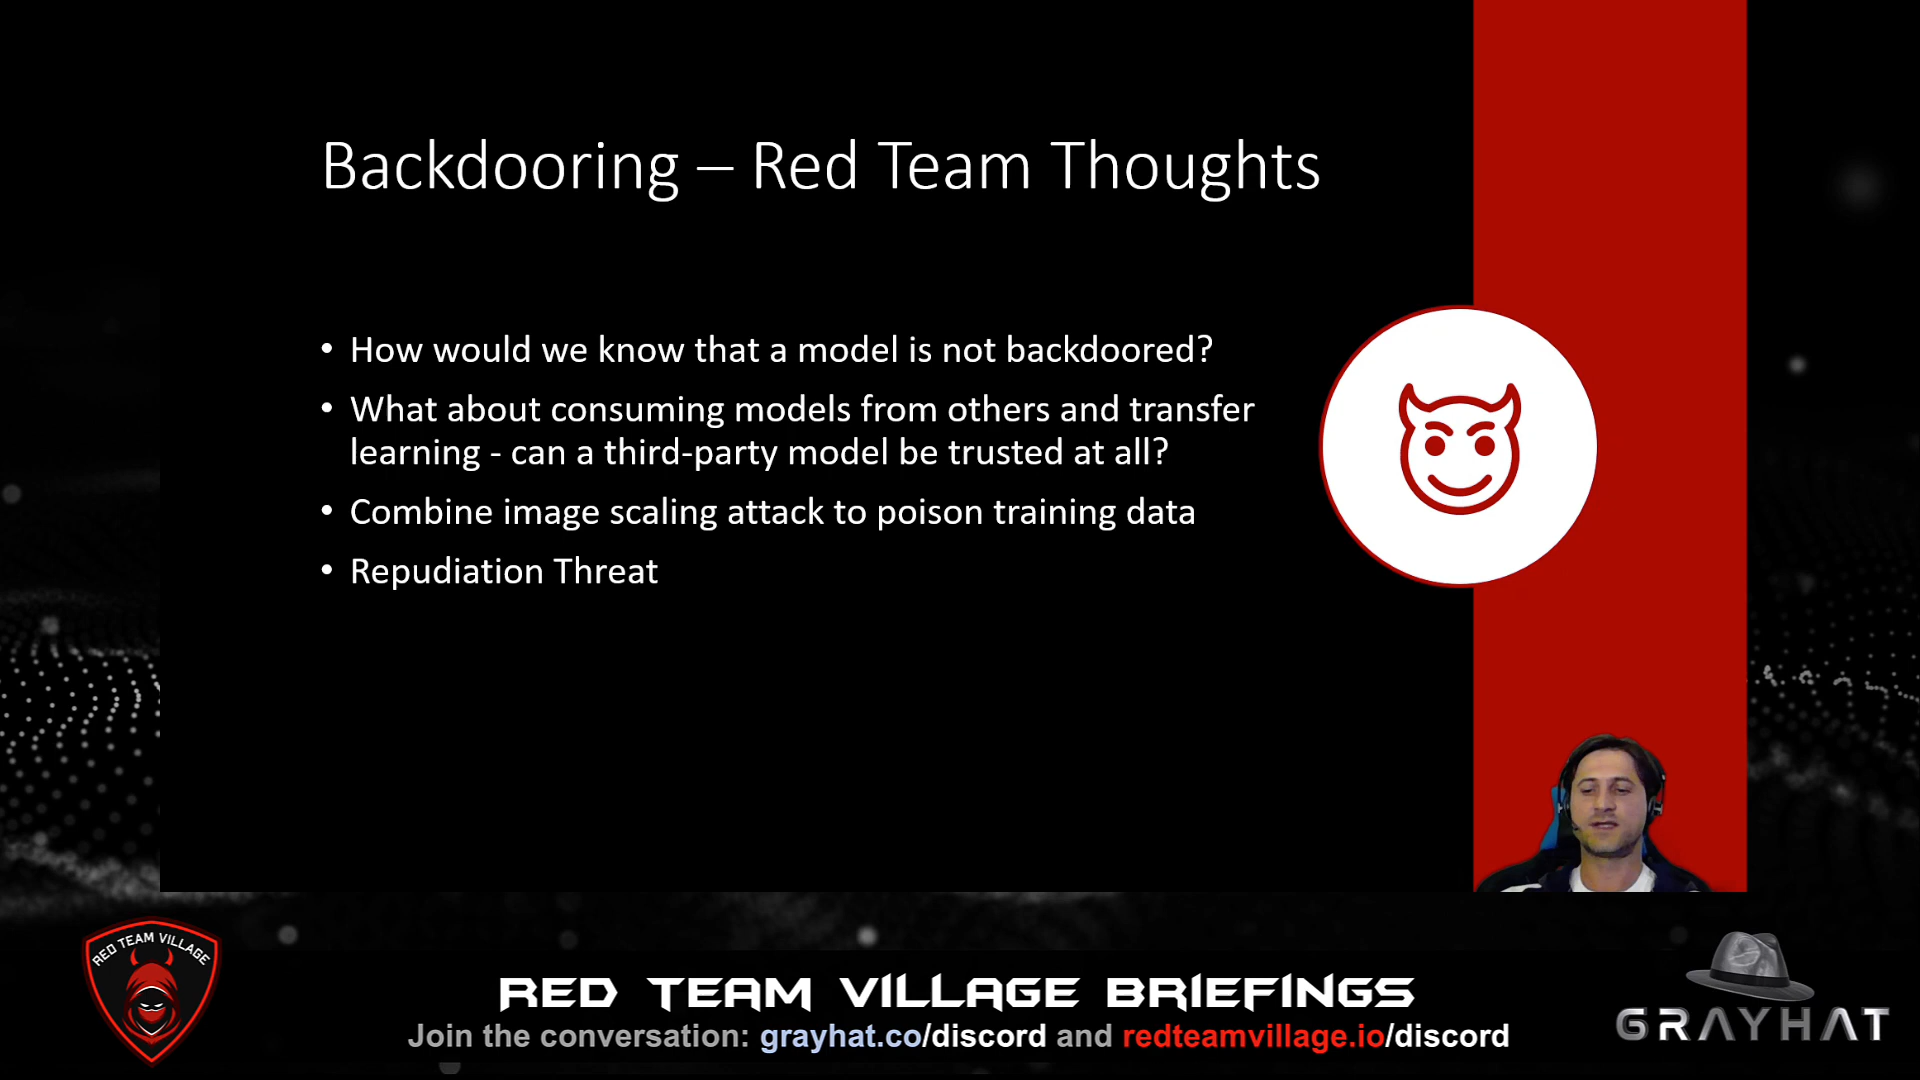 Backdooring – Red Team Thoughts
• How would we know that a model is not backdoored?
• What about consuming models from others and transfer
learning - can a third-party model be trusted at all?
• Combine image scaling attack to poison training data
• Repudiation Threat
RED TEAM VILLAGE
RED TEAM VILLAGE BRIEFINGS
Join the conversation: grayhat.co/discord and redteamvillage.io/discord
GRAYHAT